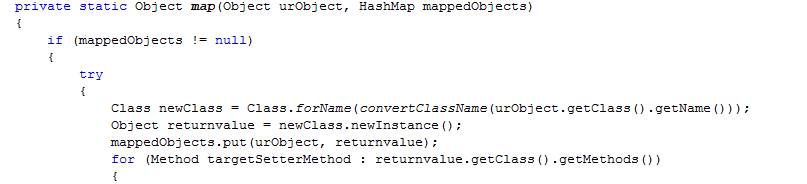 private static Object map(Object urObject, HashMap mappedObjects)
{
if (mappedObjects != null)
{
try
{
Class newClass = Class.forName(convertClassName(urObject.getClass().getName()));
Object returnvalue = newClass.newInstance();
mappedObjects.put(urObject, returnvalue);
for (Method targetSetterMethod : returnvalue.getClass().getMethods())
{